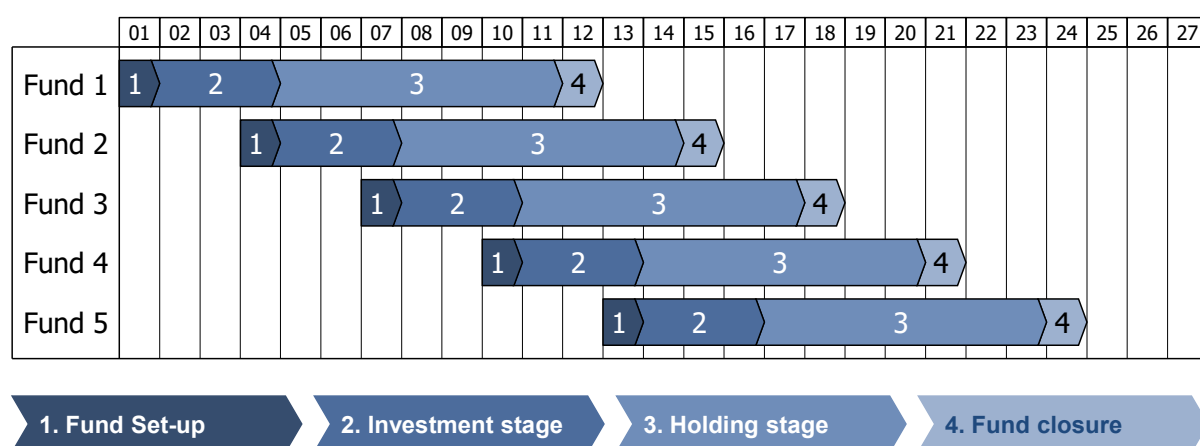 01 02 03 04 05 06 07 08 09 10 11 12 13 14 15 16 17 18 19 20 21 22 23 24 25 26 27
Fund 1 1 2 3 4
Fund 2 1 2 3 4
Fund 3 1 2 3 4
Fund 4 1 2 3 4
Fund 5 1 2 3 4
1. Fund Set-up 2. Investment stage 3. Holding stage 4. Fund closure